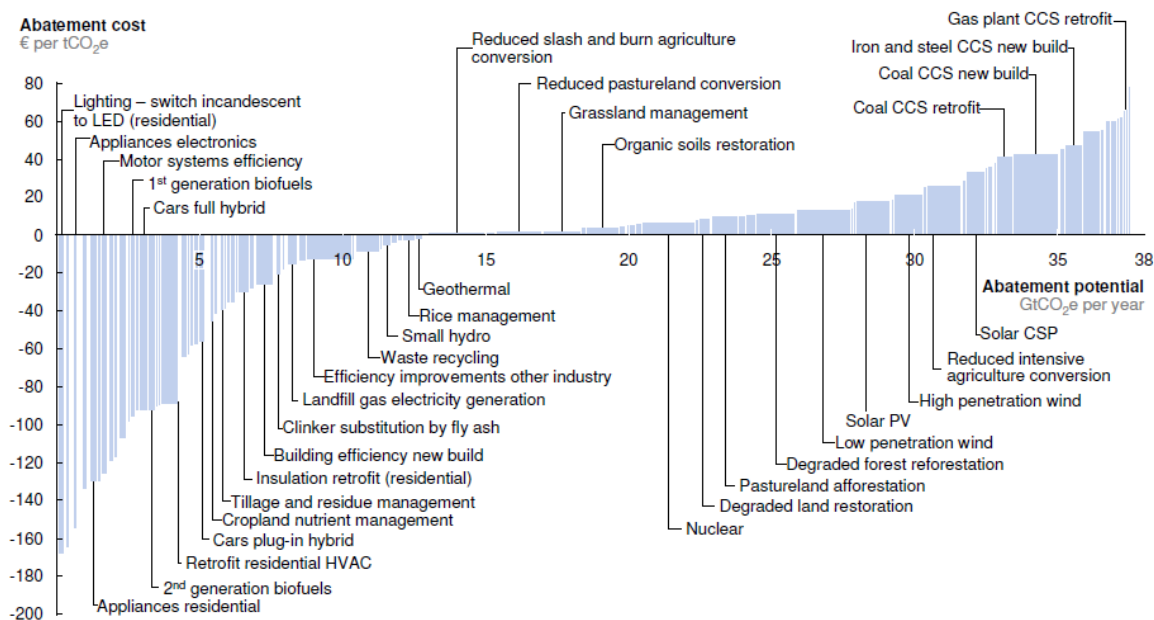 Abatement cost
€ per tCO2e
80
60
40
20
0
-20
-40
-60
-80
-100
-120
-140
-160
-180
-200
Lighting – switch incandescent
to LED (residential)
Appliances electronics
Motor systems efficiency
1st generation biofuels
Cars full hybrid
Reduced slash and burn agriculture
conversion
Reduced pastureland conversion
Grassland management
Organic soils restoration
Gas plant CCS retrofit
Iron and steel CCS new build
Coal CCS new build
Coal CCS retrofit
5
10
15
20
25
30
35
38
Abatement potential
GtCO2e per year
Geothermal
Rice management
Small hydro
Waste recycling
Efficiency improvements other industry
Landfill gas electricity generation
Clinker substitution by fly ash
Building efficiency new build
Insulation retrofit (residential)
Tillage and residue management
Cropland nutrient management
Cars plug-in hybrid
Retrofit residential HVAC
2nd generation biofuels
Appliances residential
Solar CSP
Reduced intensive
agriculture conversion
High penetration wind
Solar PV
Low penetration wind
Degraded forest reforestation
Pastureland afforestation
Degraded land restoration
Nuclear